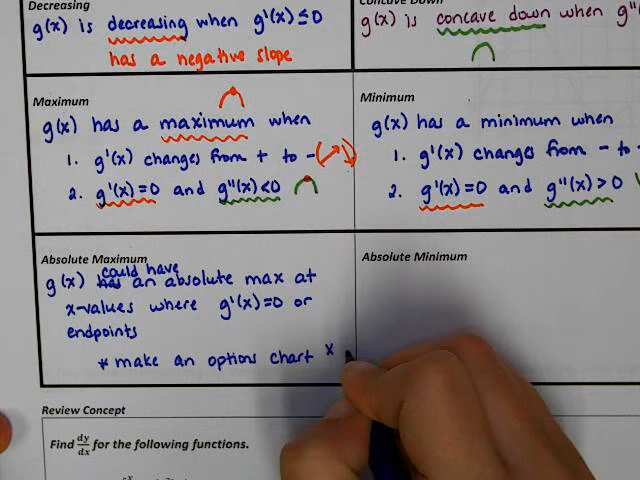 Decreasing
g(x) is decreasing when g'(x) ≤ 0
has a negative slope
Concave Down
g(x) is concave down when g"
Maximum
g(x) has a maximum when
1. g'(x) changes from + to -
2. g'(x)=0 and g"(x)<0
Minimum
g(x) has a minimum when
1. g'(x) changes from - to
2. g'(x)=0 and g"(x)>0
Absolute Maximum
could have
g(x) has an absolute max at
x-values where g'(x)=0 or
endpoints
* make an options chart x
Absolute Minimum
Review Concept
Find dy/dx for the following functions.